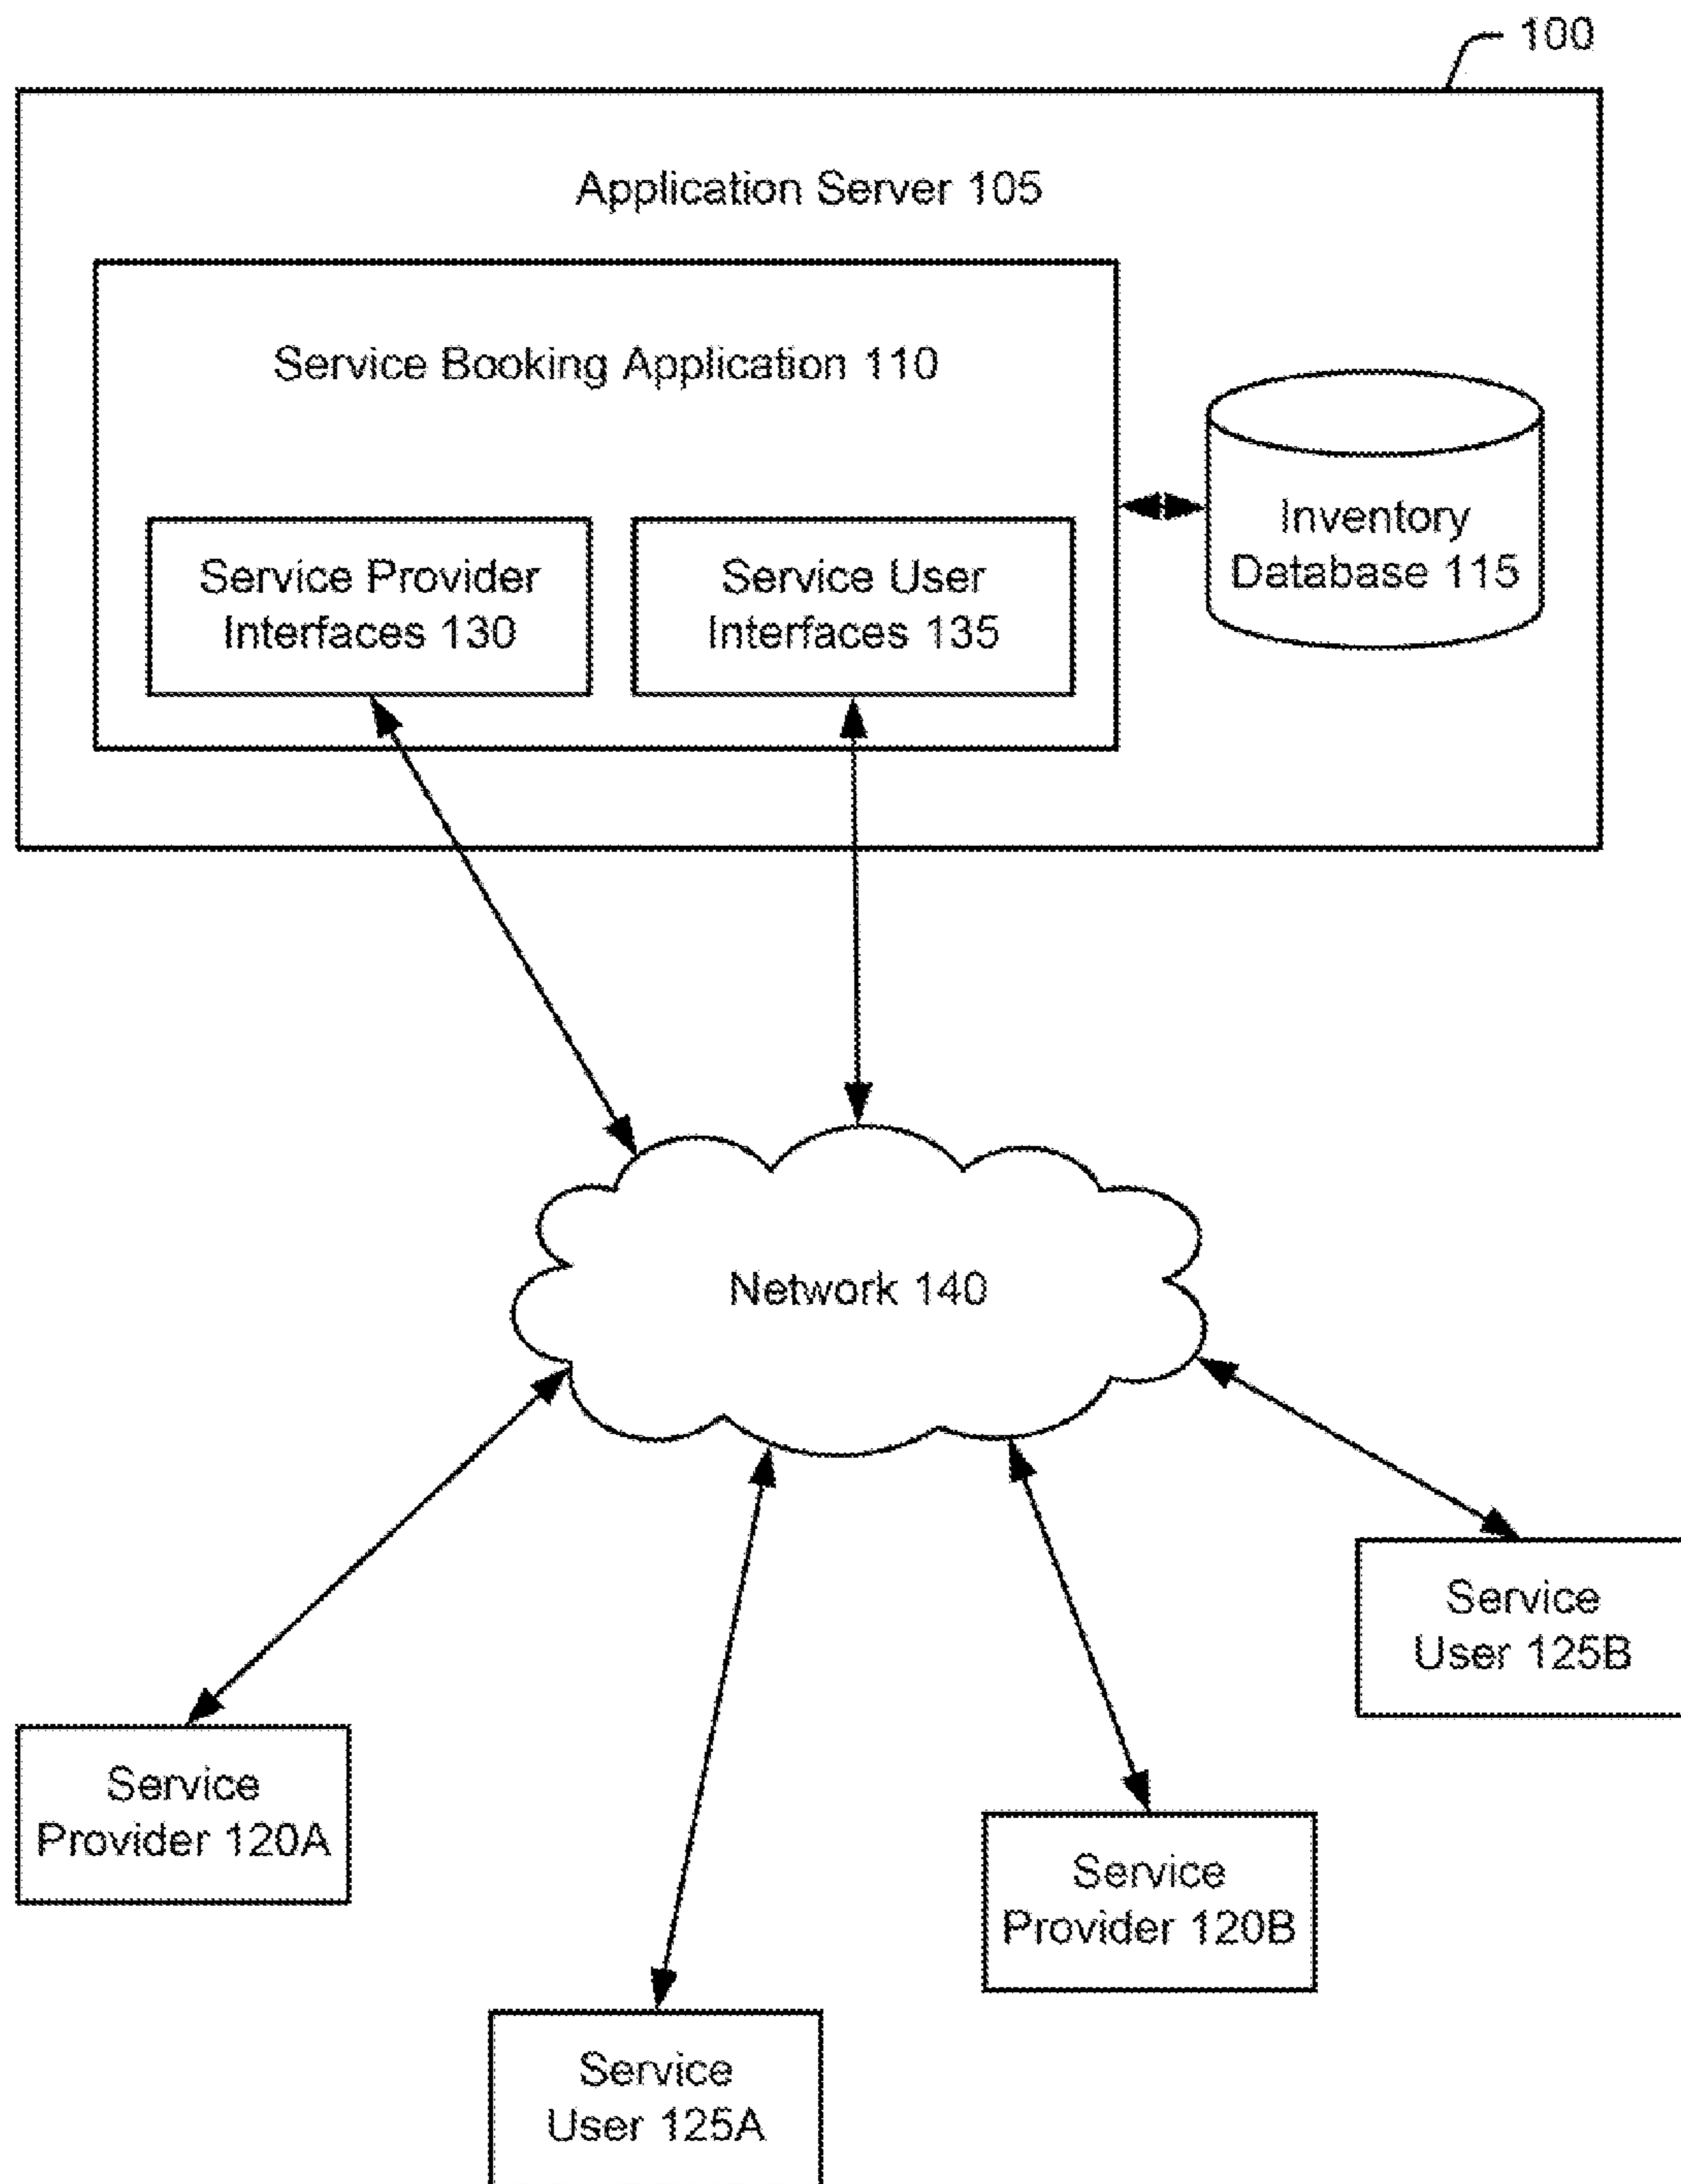 100
Application Server 105
Service Booking Application 110
Service Provider
Interfaces 130
Service User
Interfaces 135
Inventory
Database 115
Network 140
Service
User 125B
Service
Provider 120A
Service
Provider 120B
Service
User 125A